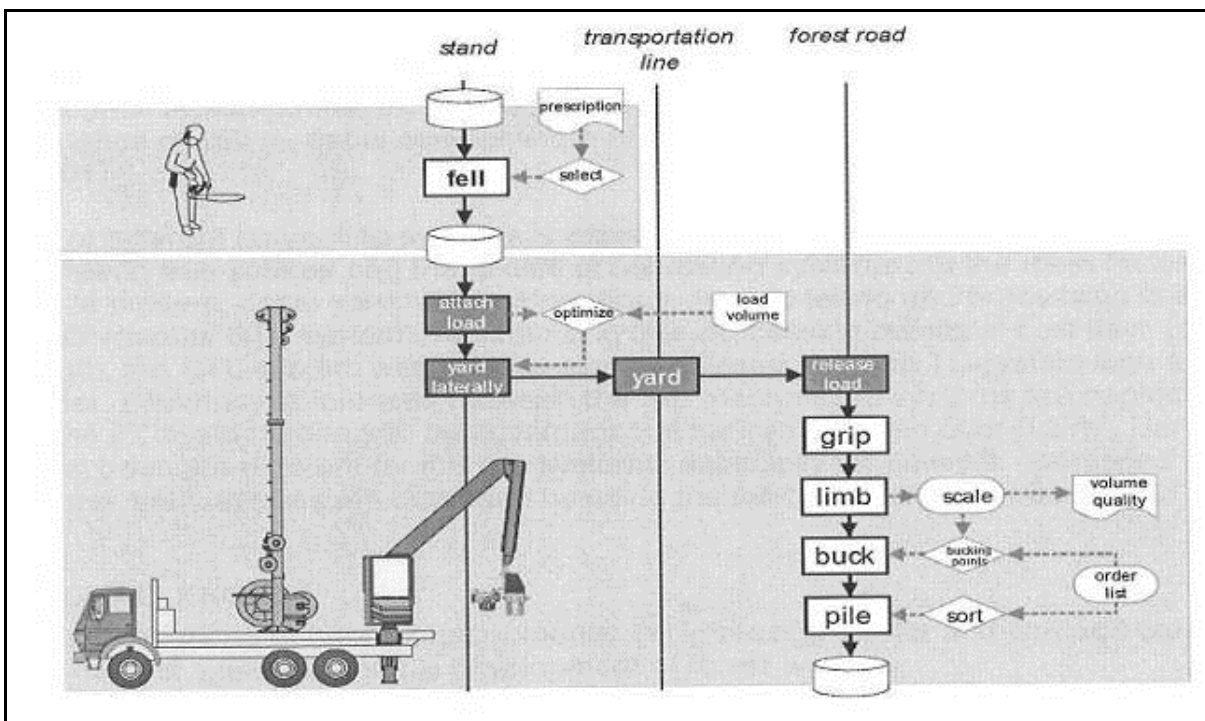 stand
transportation
line
forest road
prescription
fell
select
attach
load
optimize
load
volume
yard
laterally
yard
release
load
grip
limb
scale
volume
quality
buck
bucking
points
order
list
pile
sort